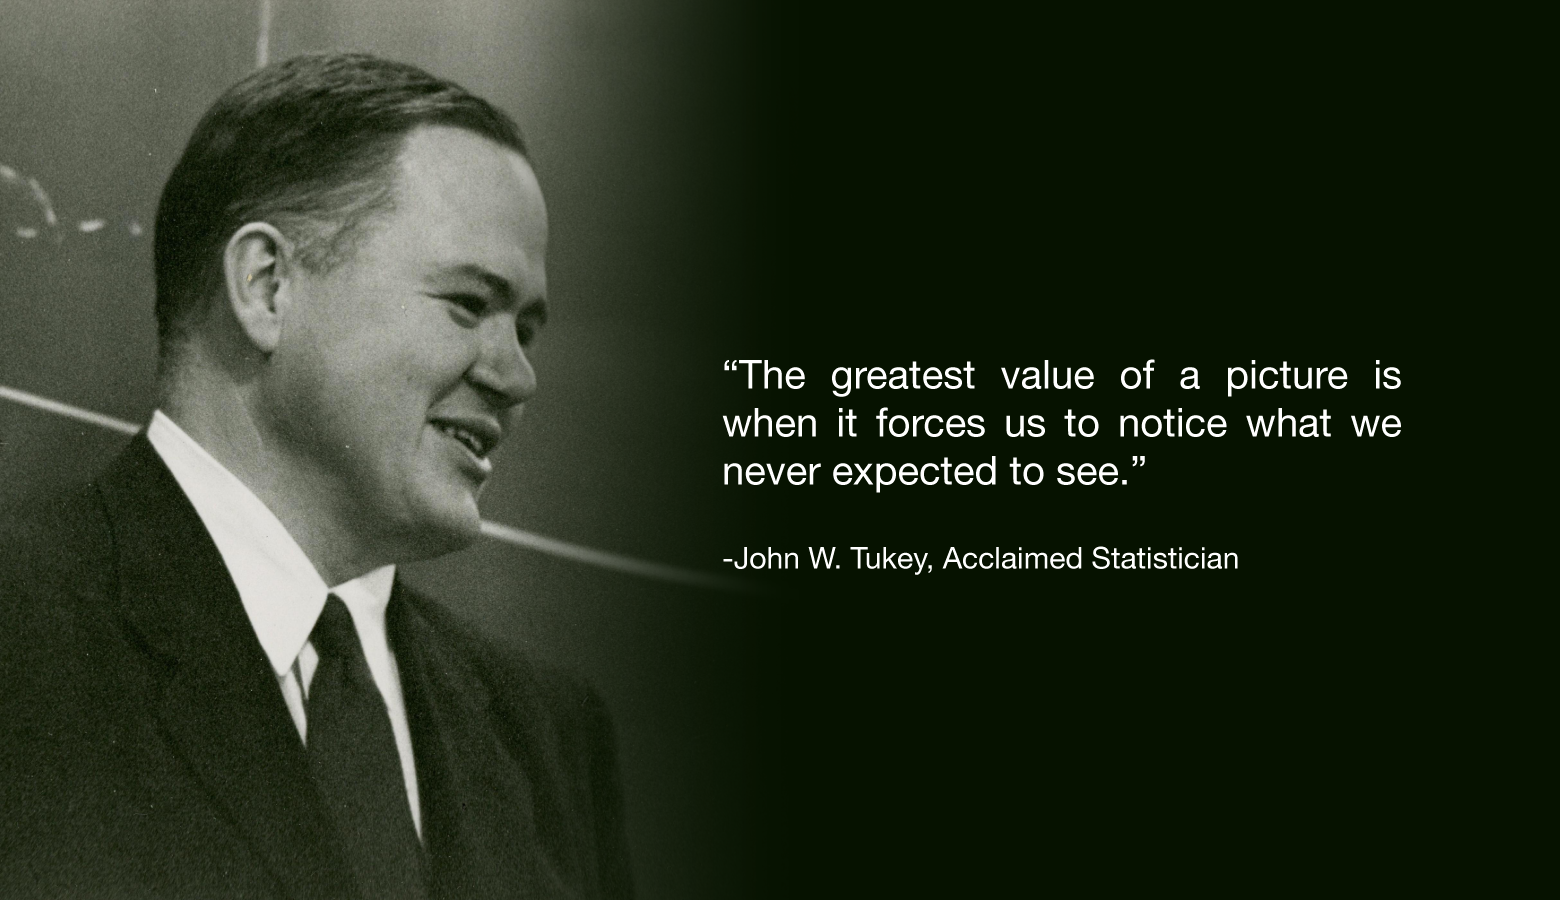 “The greatest value of a picture is
when it forces us to notice what we
never expected to see.”
-John W. Tukey, Acclaimed Statistician